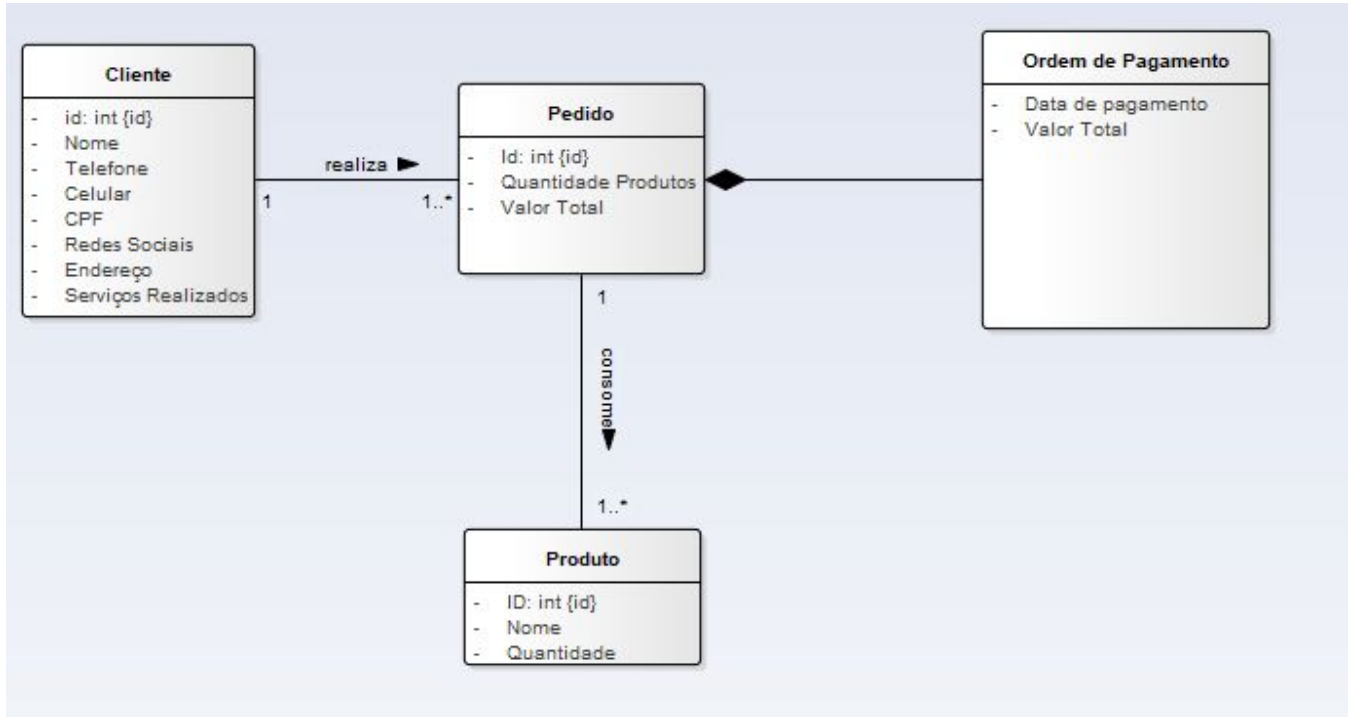 Cliente
- id: int {id}
- Nome
- Telefone
- Celular
- CPF
- Redes Sociais
- Endereço
- Serviços Realizados
realiza
1
1..*
Pedido
- Id: int {id}
- Quantidade Produtos
- Valor Total
Ordem de Pagamento
- Data de pagamento
- Valor Total
1
consome
1..*
Produto
- ID: int {id}
- Nome
- Quantidade